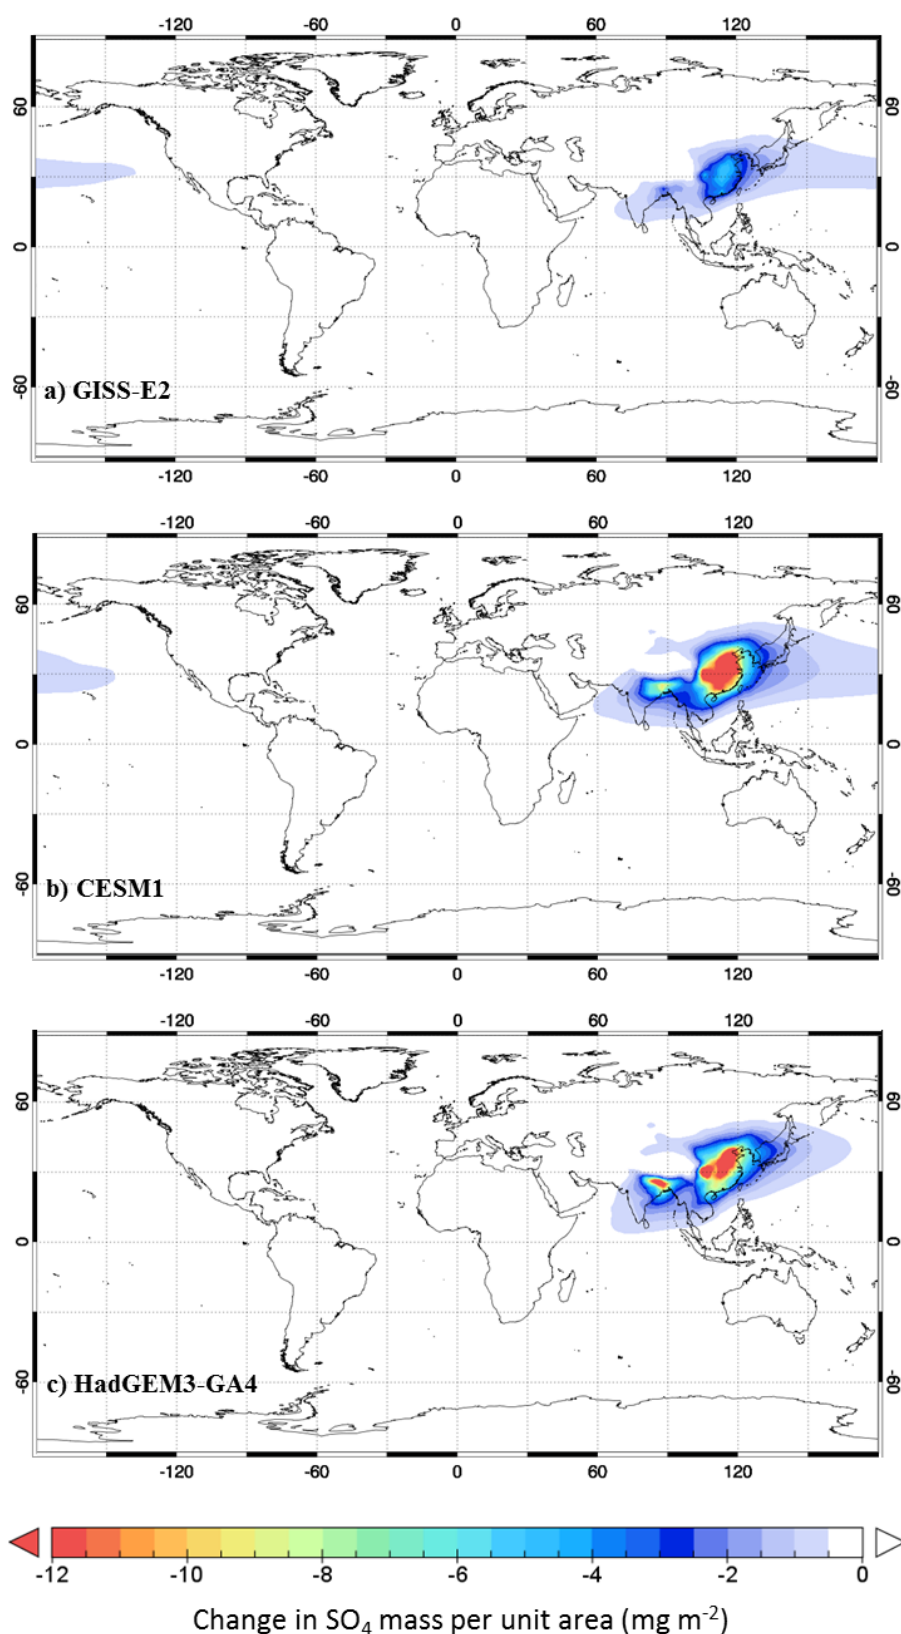 -120 -60 0 60 120
60 60
0 0
-60 -60
a) GISS-E2
-120 -60 0 60 120
-120 -60 0 60 120
60 60
0 0
-60 -60
b) CESM1
-120 -60 0 60 120
-120 -60 0 60 120
60 60
0 0
-60 -60
c) HadGEM3-GA4
-120 -60 0 60 120
-12 -10 -8 -6 -4 -2 0
Change in SO₄ mass per unit area (mg m⁻²)